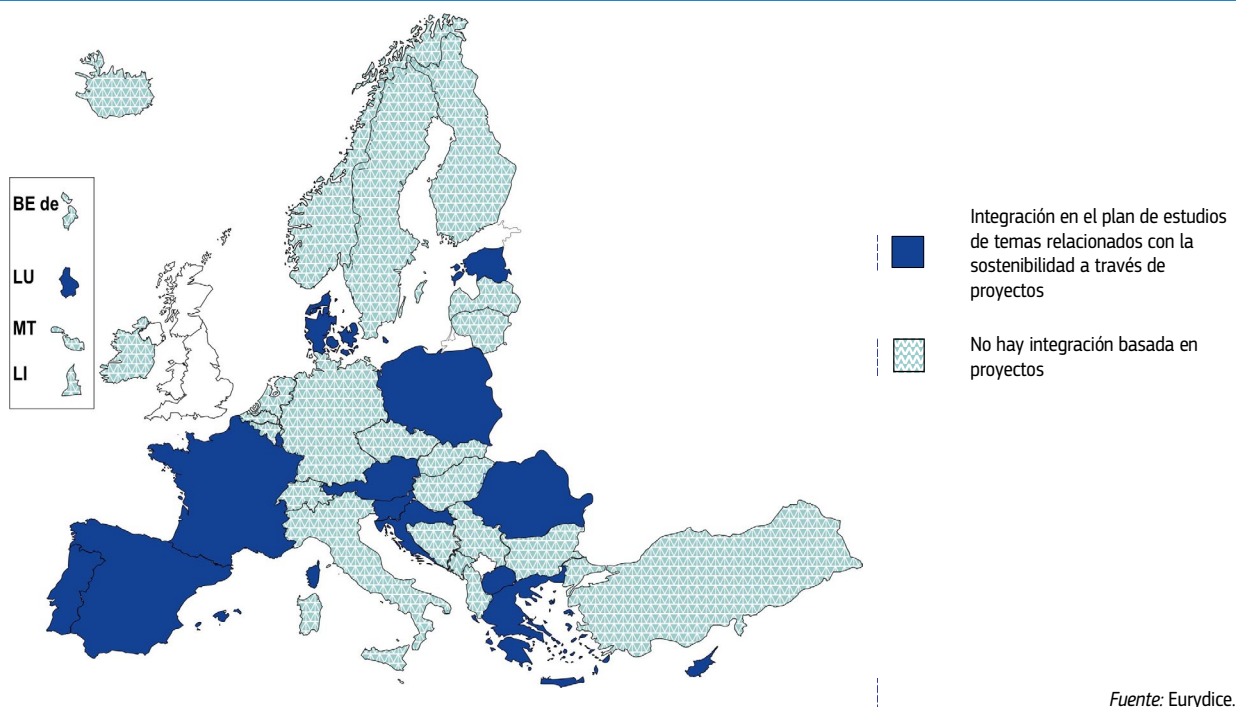 BE de
LU
MT
LI
Integración en el plan de estudios
de temas relacionados con la
sostenibilidad a través de
proyectos
No hay integración basada en
proyectos
Fuente: Eurydice.